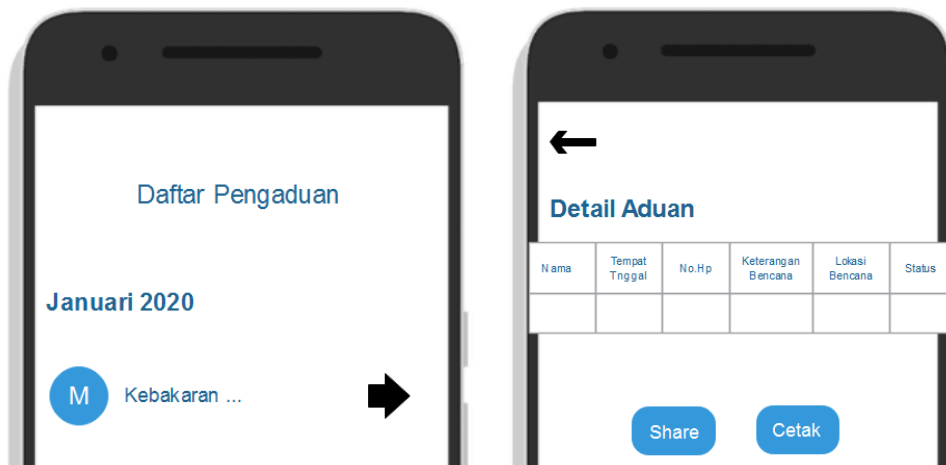 Daftar Pengaduan
Januari 2020
M
Kebakaran ...
Detail Aduan
Nama
Tempat
Tnggal
No.Hp
Keterangan
Bencana
Lokasi
Bencana
Status
Share
Cetak